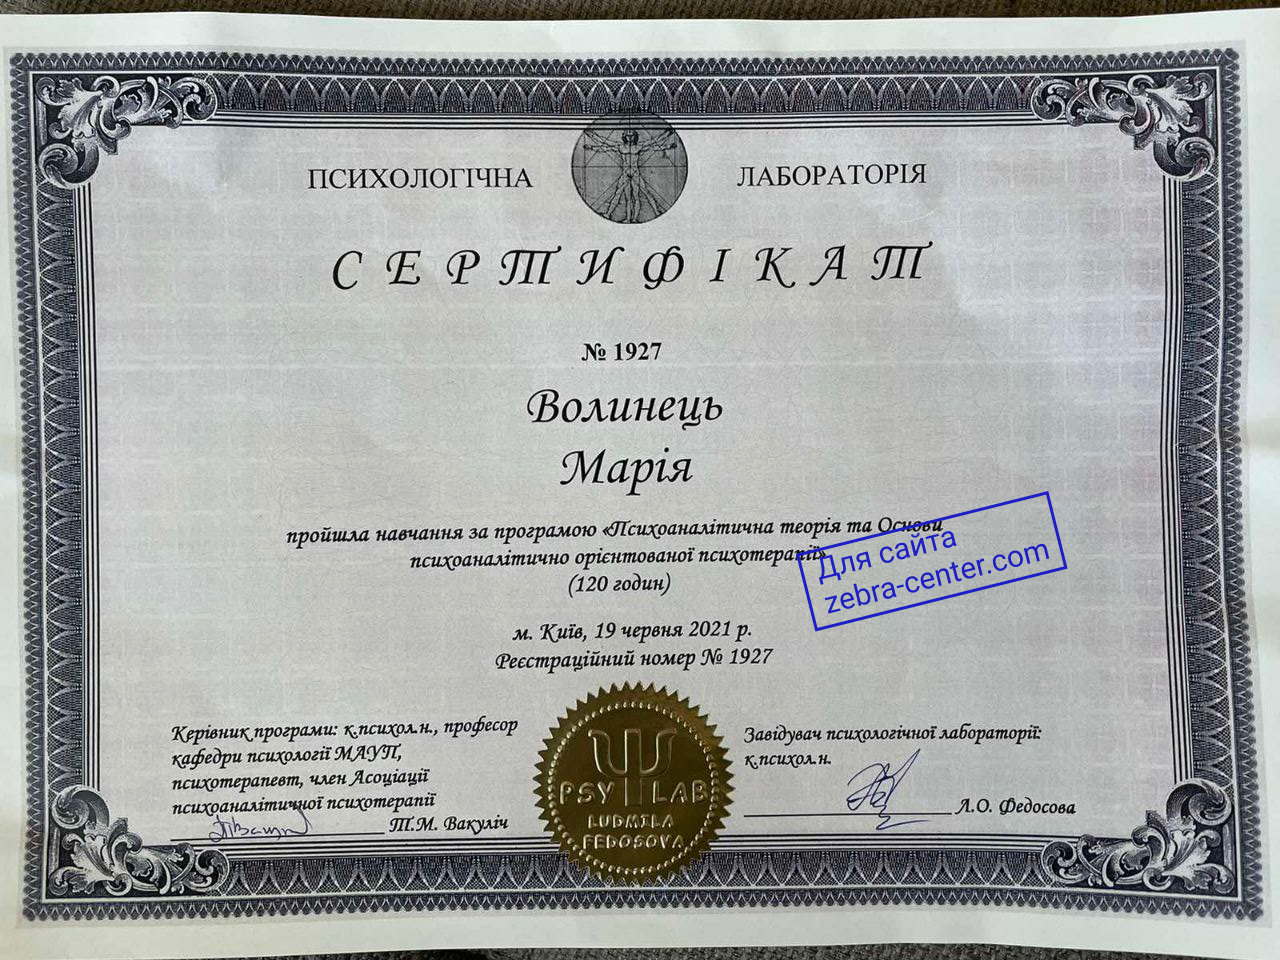 ПСИХОЛОГІЧНА ЛАБОРАТОРІЯ
СЕРТИФІКАТ
№ 1927
Волинець
Марія
пройшла навчання за програмою «Психоаналітична теорія та Основи
психоаналітично орієнтованої психотерапії»
(120 годин)
Для сайта
zebra-center.com
м. Київ, 19 червня 2021 р.
Реєстраційний номер № 1927
Керівник програми: к.психол.н., професор
кафедри психології МАУП,
психотерапевт, член Асоціації
психоаналітичної психотерапії
Т.М. Вакуліч
PSY LAB
LUDMILA
FEDOSOVA
Завідувач психологічної лабораторії:
к.психол.н.
Л.О. Федосова